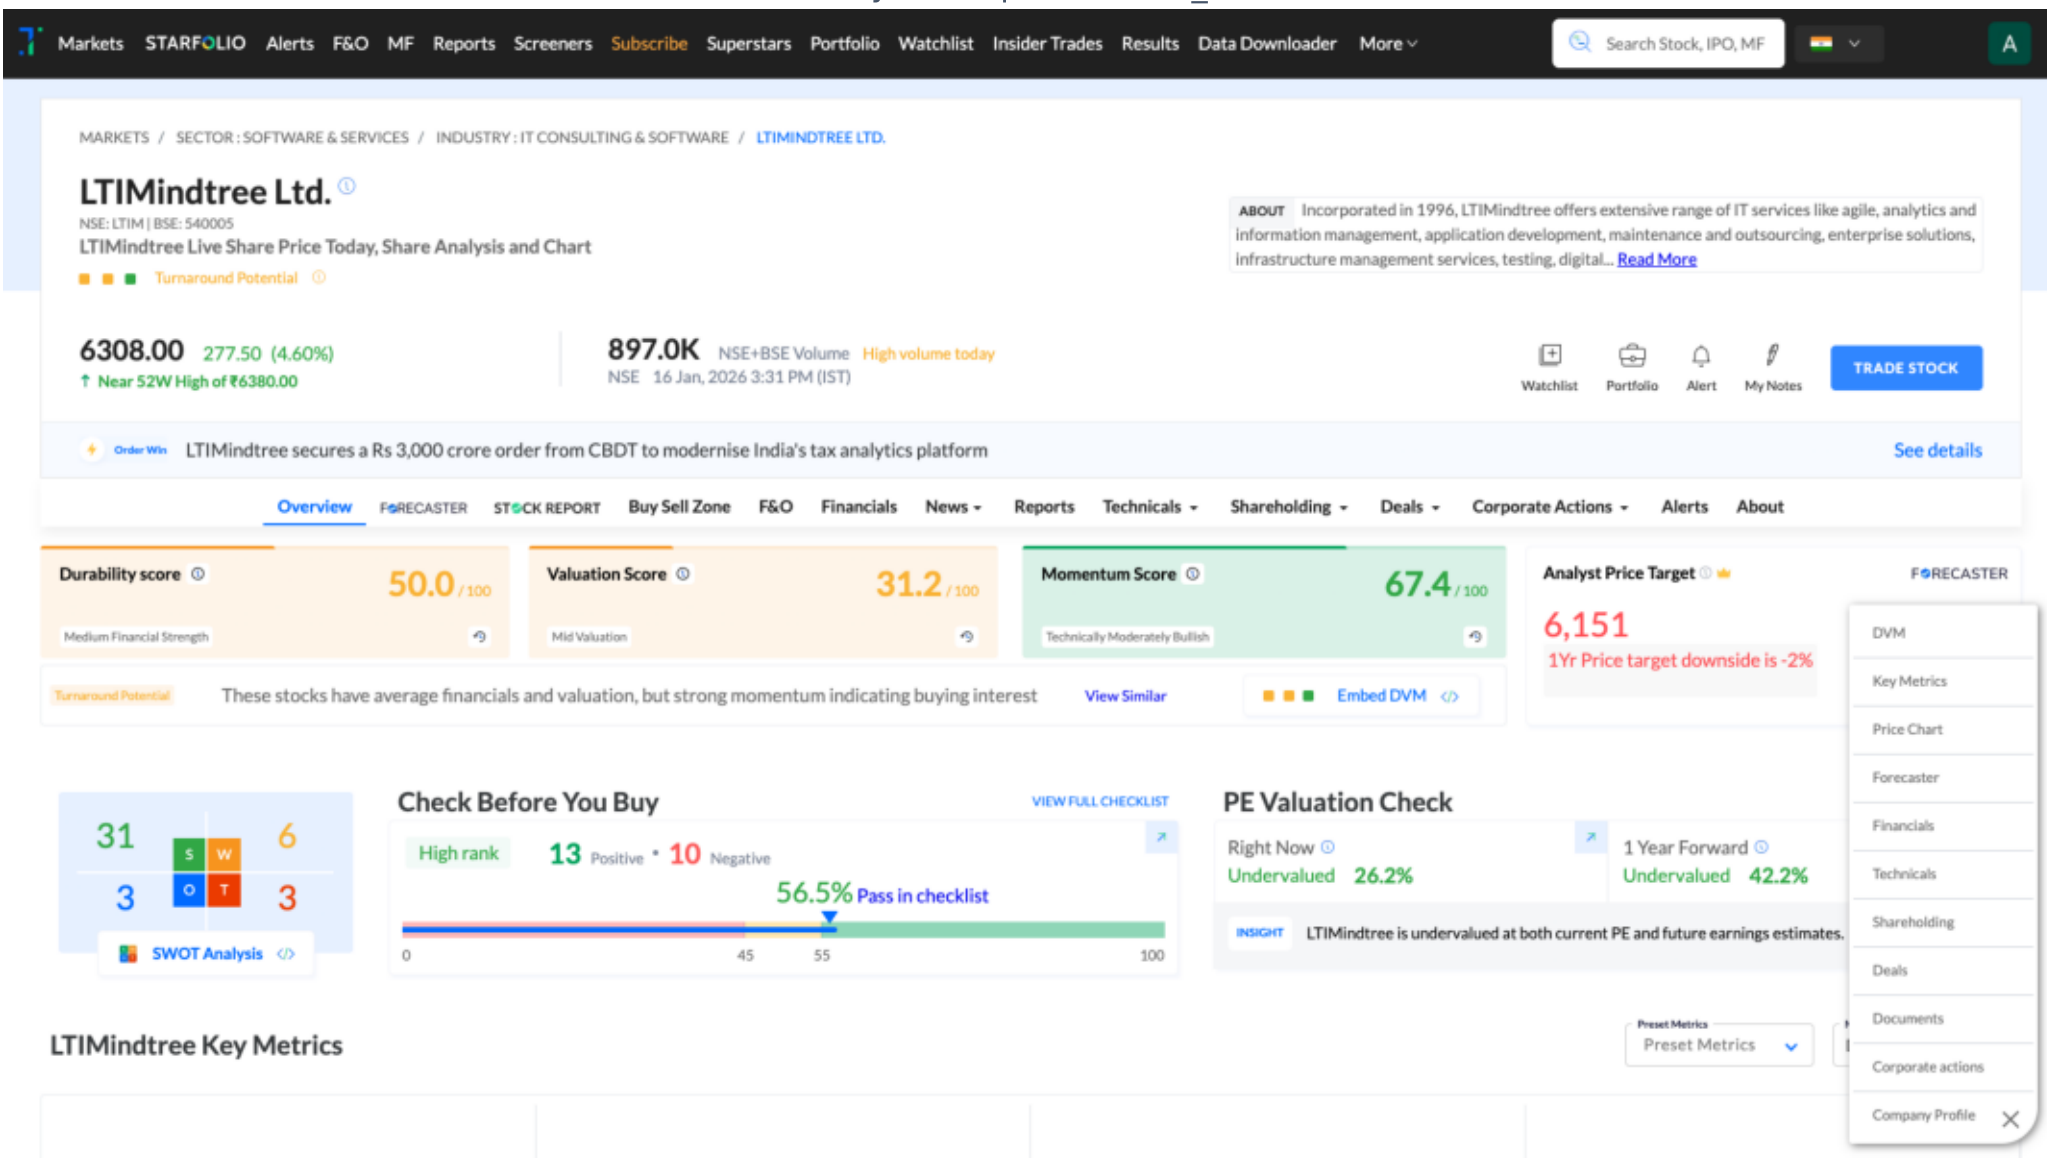 Markets STARFOLIO Alerts F&O MF Reports Screeners Subscribe Superstars Portfolio Watchlist Insider Trades Results Data Downloader More Search Stock, IPO, MF A
MARKETS / SECTOR : SOFTWARE & SERVICES / INDUSTRY : IT CONSULTING & SOFTWARE / LTIMINDTREE LTD.
LTIMindtree Ltd.
NSE: LTIM | BSE: 540005
LTIMindtree Live Share Price Today, Share Analysis and Chart
Turnaround Potential
ABOUT Incorporated in 1996, LTIMindtree offers extensive range of IT services like agile, analytics and
information management, application development, maintenance and outsourcing, enterprise solutions,
infrastructure management services, testing, digital... Read More
6308.00 277.50 (4.60%)
↑ Near 52W High of ₹6380.00
897.0K NSE+BSE Volume High volume today
NSE 16 Jan, 2026 3:31 PM (IST)
Watchlist Portfolio Alert My Notes
TRADE STOCK
Order Win LTIMindtree secures a Rs 3,000 crore order from CBDT to modernise India's tax analytics platform See details
Overview FORECASTER STOCK REPORT Buy Sell Zone F&O Financials News Reports Technicals Shareholding Deals Corporate Actions Alerts About
Durability score 50.0 / 100
Medium Financial Strength
Valuation Score 31.2 / 100
Mid Valuation
Momentum Score 67.4 / 100
Technically Moderately Bullish
Analyst Price Target FORECASTER
6,151
1Yr Price target downside is -2%
Turnaround Potential These stocks have average financials and valuation, but strong momentum indicating buying interest View Similar Embed DVM </>
31 S W 6
3 O T 3
SWOT Analysis </>
Check Before You Buy VIEW FULL CHECKLIST
High rank 13 Positive • 10 Negative
56.5% Pass in checklist
0 45 55 100
PE Valuation Check
Right Now
Undervalued 26.2%
1 Year Forward
Undervalued 42.2%
INSIGHT LTIMindtree is undervalued at both current PE and future earnings estimates.
LTIMindtree Key Metrics
Preset Metrics
Preset Metrics
DVM
Key Metrics
Price Chart
Forecaster
Financials
Technicals
Shareholding
Deals
Documents
Corporate actions
Company Profile